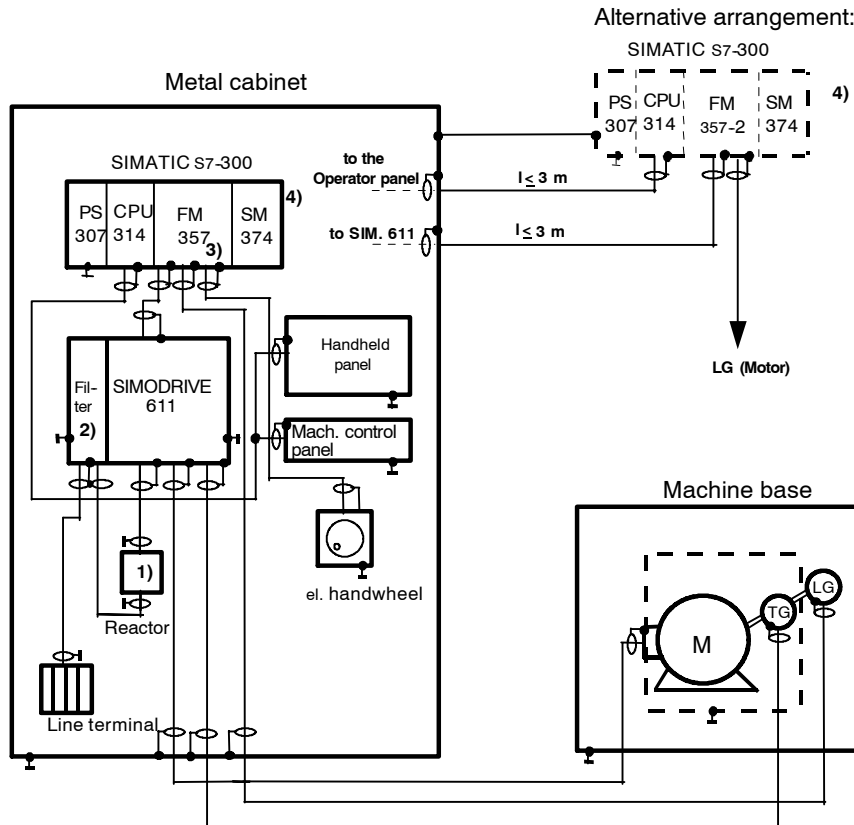 Alternative arrangement:
SIMATIC S7-300
PS 307
CPU 314
FM 357-2
SM 374
4)
Metal cabinet
SIMATIC S7-300
PS 307
CPU 314
FM 357
3)
SM 374
4)
to the
Operator panel
l ≤ 3 m
to SIM. 611
l ≤ 3 m
LG (Motor)
Fil-
ter
2)
SIMODRIVE
611
Handheld
panel
Mach. control
panel
1)
Reactor
el. handwheel
Line terminal
Machine base
M
TG
LG